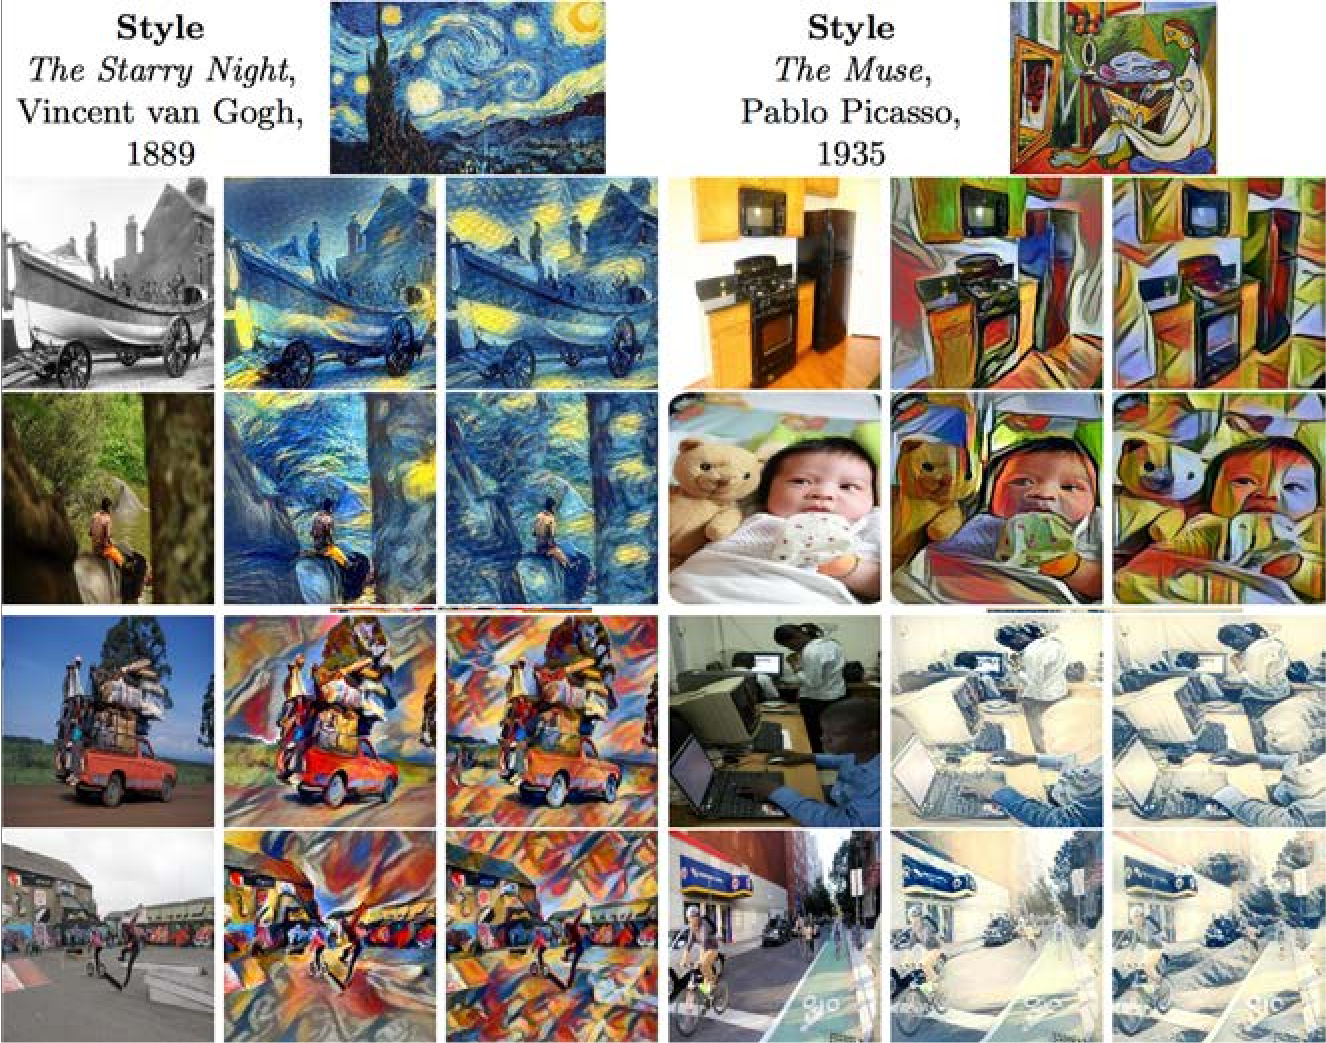 Style
The Starry Night,
Vincent van Gogh,
1889
Style
The Muse,
Pablo Picasso,
1935